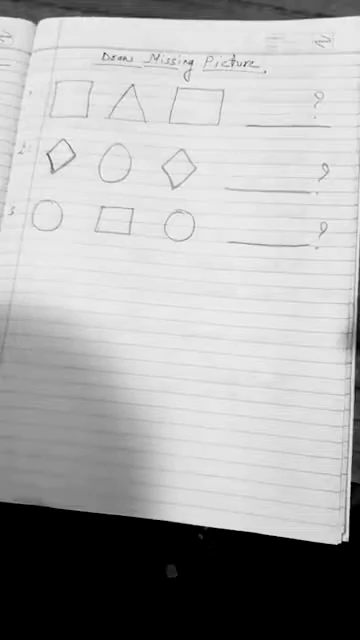 Draw Missing Picture.
1. ?
2. ?
3. ?